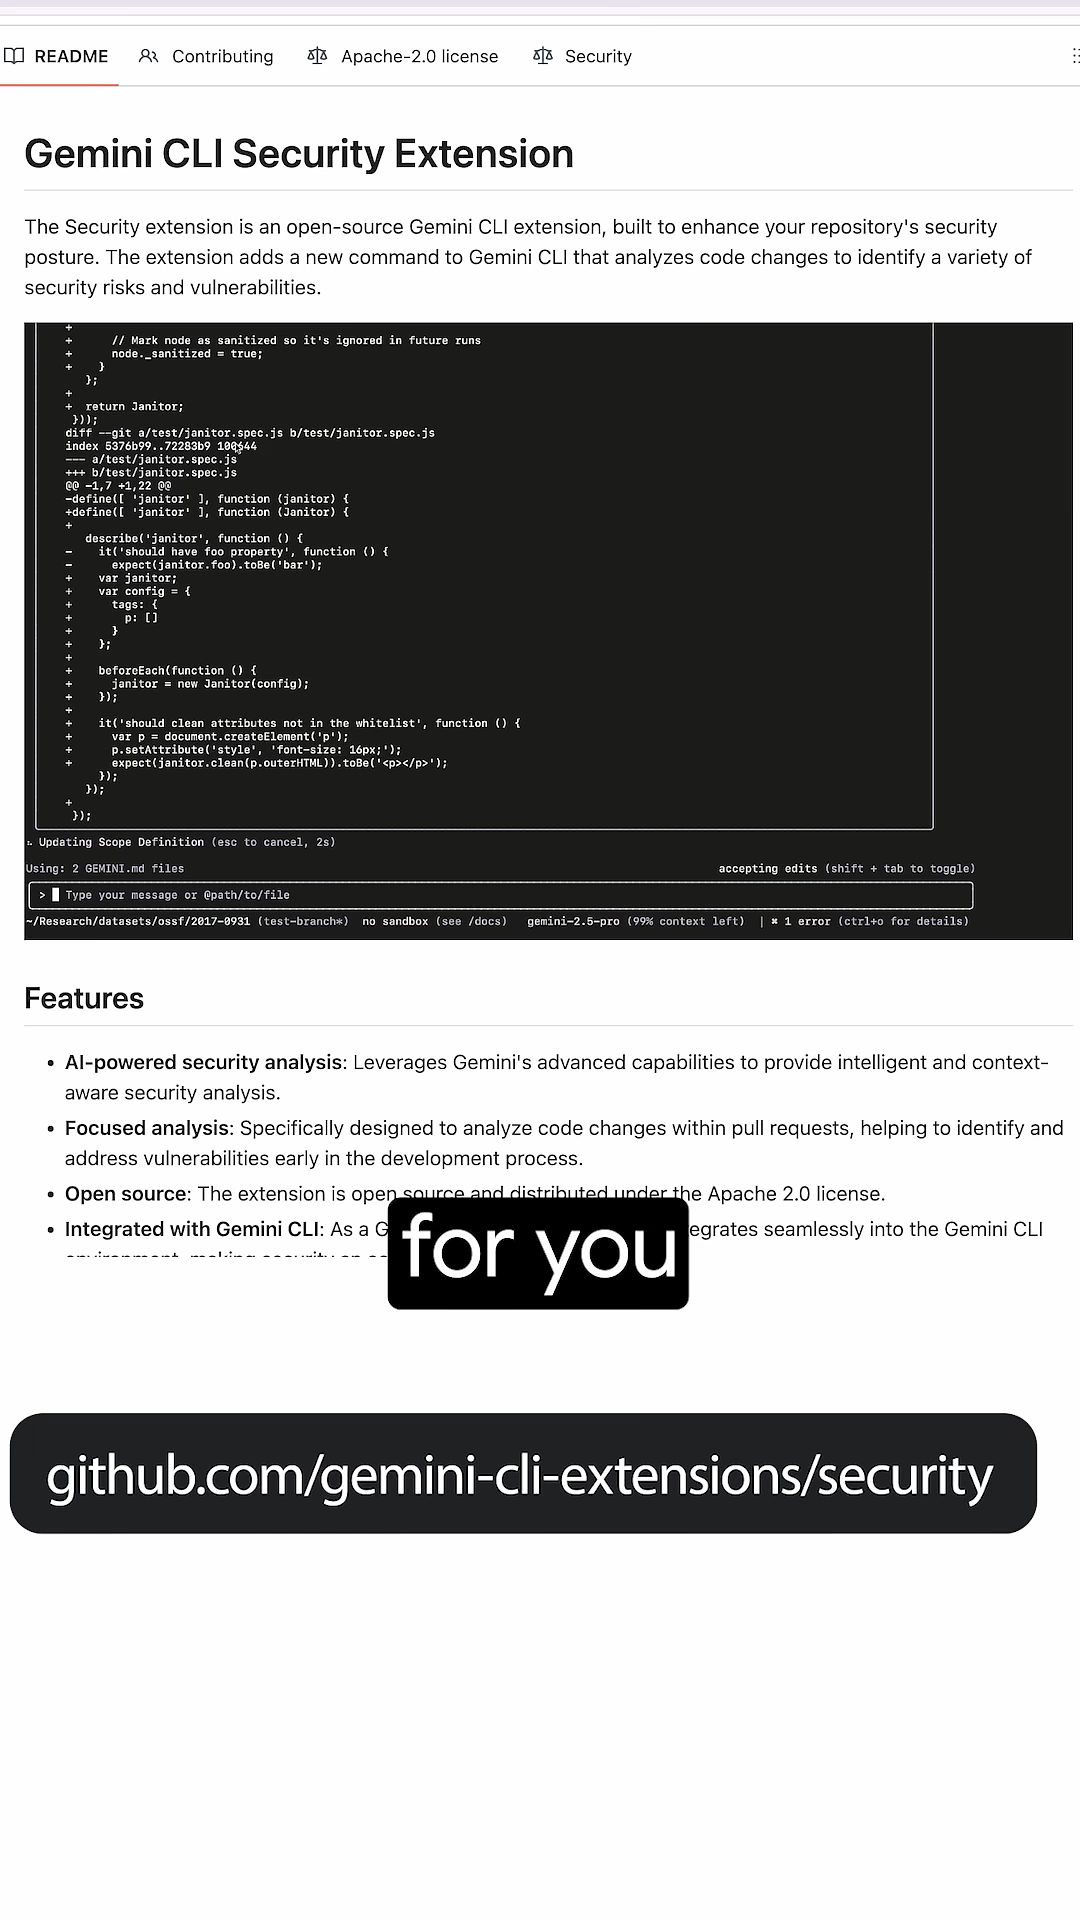 README Contributing Apache-2.0 license Security
Gemini CLI Security Extension
The Security extension is an open-source Gemini CLI extension, built to enhance your repository's security
posture. The extension adds a new command to Gemini CLI that analyzes code changes to identify a variety of
security risks and vulnerabilities.
+
+ // Mark node as sanitized so it's ignored in future runs
+ node._sanitized = true;
+ }
};
+
+ return Janitor;
}));
diff --git a/test/janitor.spec.js b/test/janitor.spec.js
index 5376b99..72283b9 100644
--- a/test/janitor.spec.js
+++ b/test/janitor.spec.js
@@ -1,7 +1,22 @@
-define([ 'janitor' ], function (janitor) {
+define([ 'janitor' ], function (Janitor) {
+
describe('janitor', function () {
- it('should have foo property', function () {
- expect(janitor.foo).toBe('bar');
+ var janitor;
+ var config = {
+ tags: {
+ p: []
+ }
+ };
+
+ beforeEach(function () {
+ janitor = new Janitor(config);
+ });
+
+ it('should clean attributes not in the whitelist', function () {
+ var p = document.createElement('p');
+ p.setAttribute('style', 'font-size: 16px;');
+ expect(janitor.clean(p.outerHTML)).toBe('<p></p>');
});
});
+
});
Updating Scope Definition (esc to cancel, 2s)
Using: 2 GEMINI.md files accepting edits (shift + tab to toggle)
> Type your message or @path/to/file
~/Research/datasets/ossf/2017-0931 (test-branch*) no sandbox (see /docs) gemini-2.5-pro (99% context left) | ✖ 1 error (ctrl+o for details)
Features
• AI-powered security analysis: Leverages Gemini's advanced capabilities to provide intelligent and context-
aware security analysis.
• Focused analysis: Specifically designed to analyze code changes within pull requests, helping to identify and
address vulnerabilities early in the development process.
• Open source: The extension is open source and distributed under the Apache 2.0 license.
• Integrated with Gemini CLI: As a G egrates seamlessly into the Gemini CLI
for you
github.com/gemini-cli-extensions/security